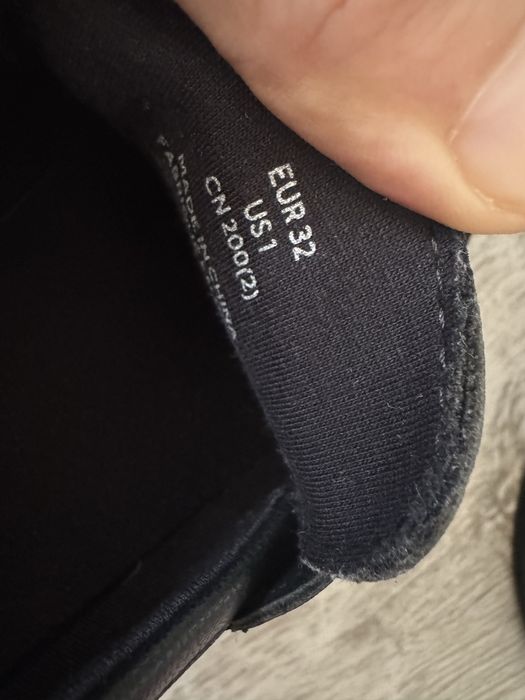 EUR 32
US 1
CN 200(2)
MADE IN CHINA